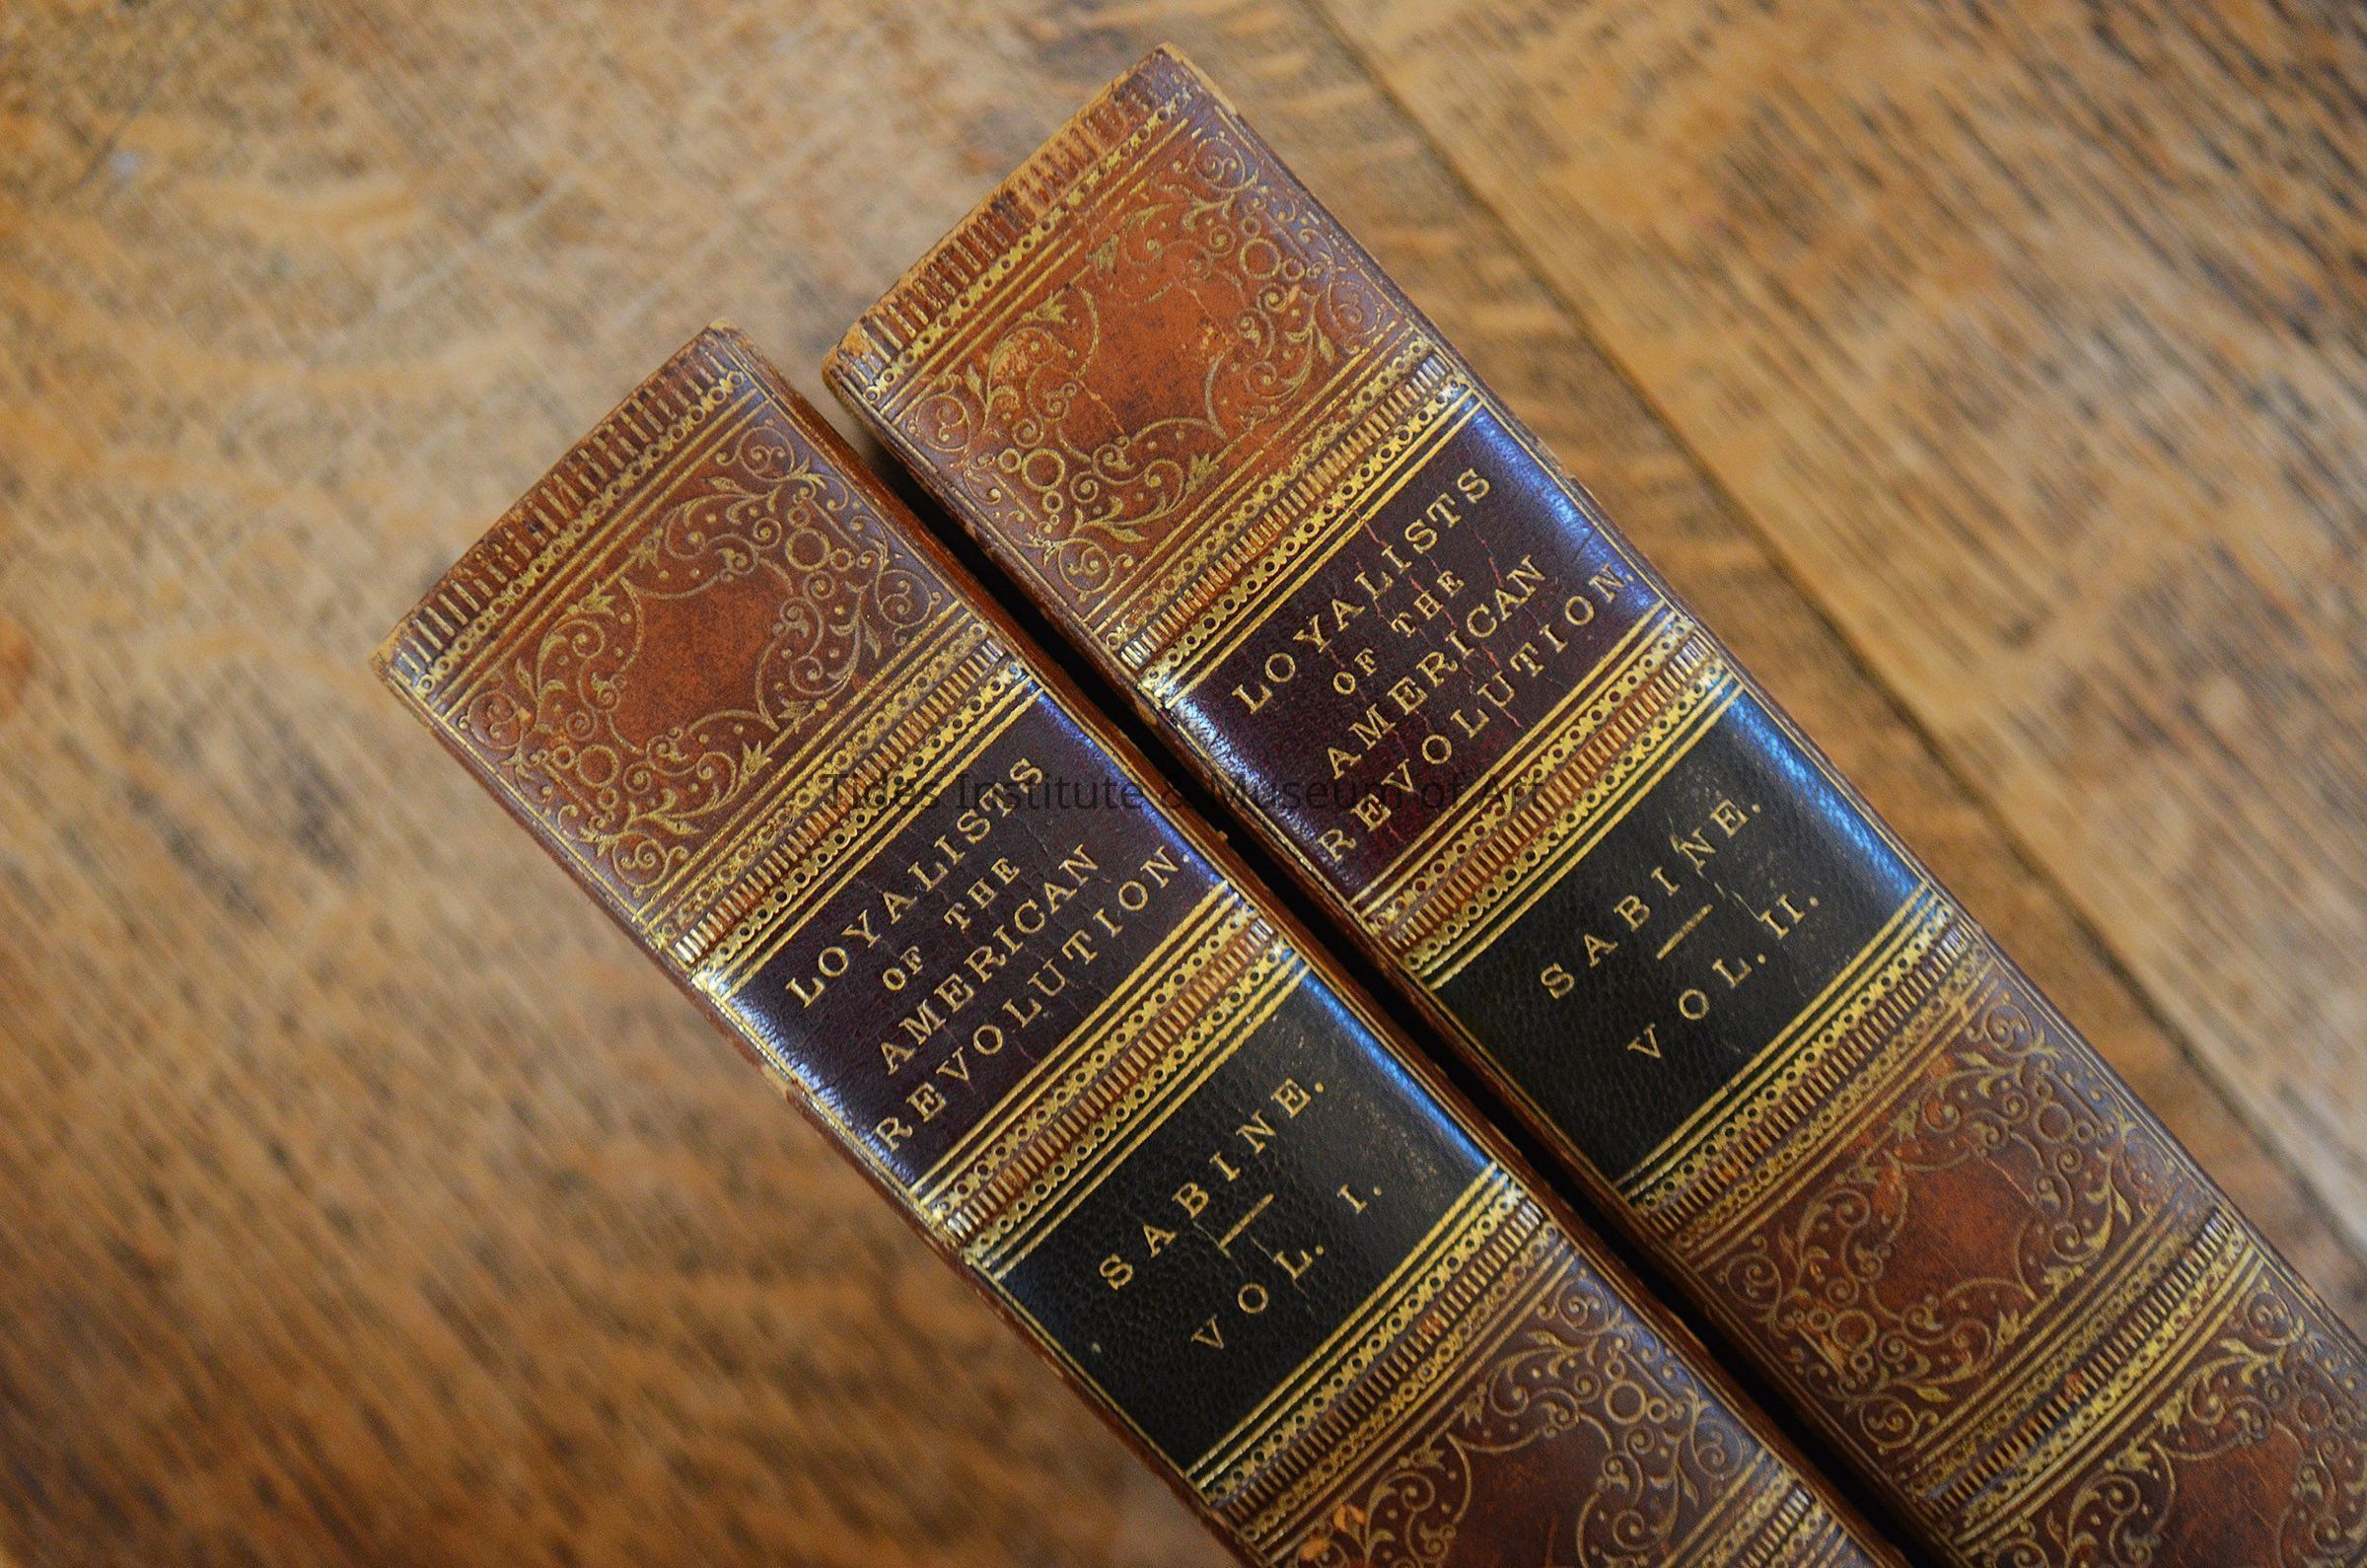 LOYALISTS
OF THE
AMERICAN
REVOLUTION.
SABINE.
VOL. I.
LOYALISTS
OF THE
AMERICAN
REVOLUTION.
SABINE.
VOL. II.
Tides Institute & Museum of Art